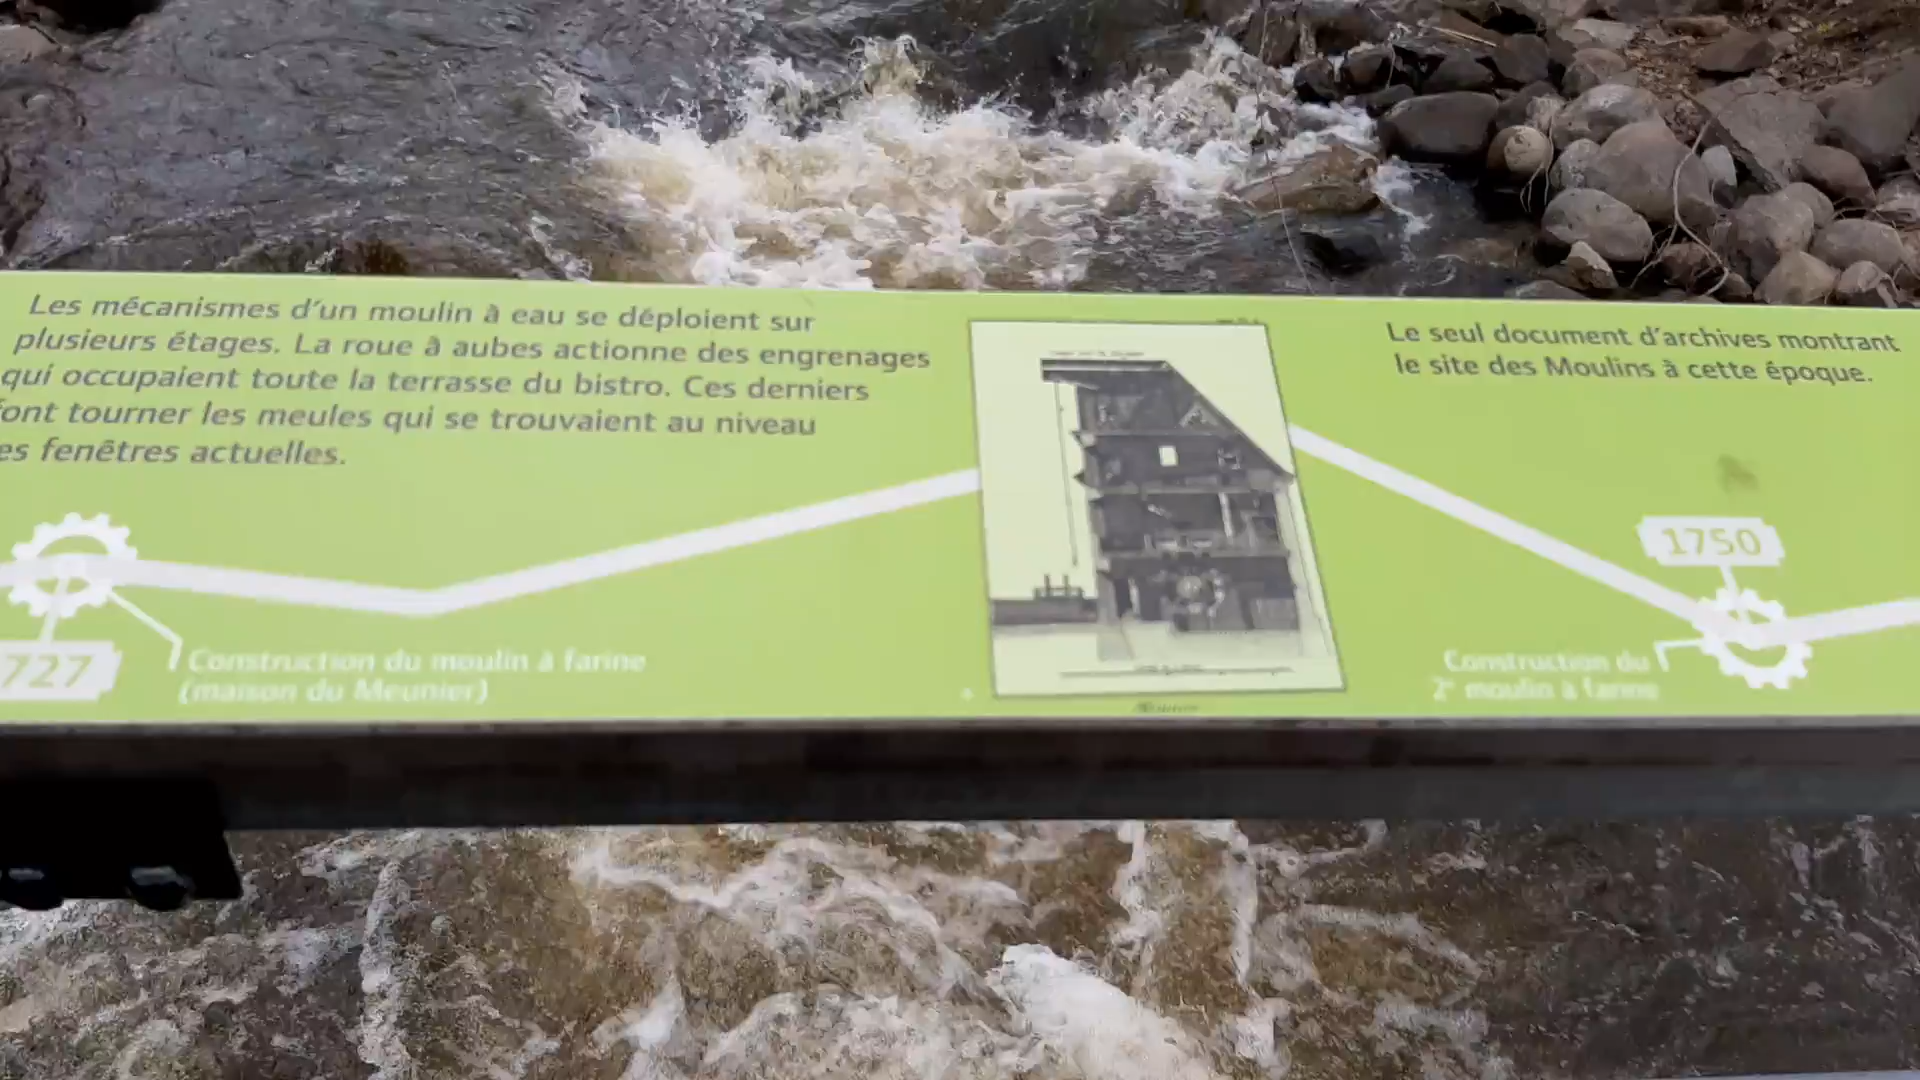 Les mécanismes d'un moulin à eau se déploient sur
plusieurs étages. La roue à aubes actionne des engrenages
qui occupaient toute la terrasse du bistro. Ces derniers
font tourner les meules qui se trouvaient au niveau
es fenêtres actuelles.
Le seul document d'archives montrant
le site des Moulins à cette époque.
727
Construction du moulin à farine
(maison du Meunier)
1750
Construction du
2e moulin à farine